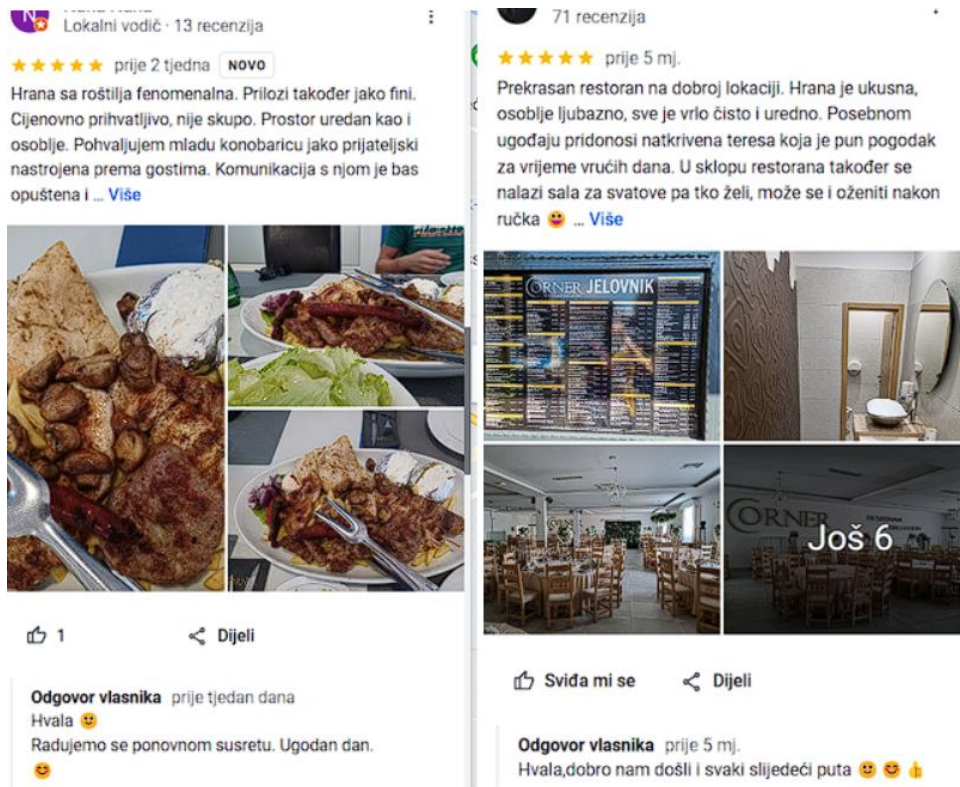 Lokalni vodič · 13 recenzija
prije 2 tjedna NOVO
Hrana sa roštilja fenomenalna. Prilozi također jako fini.
Cijenovno prihvatljivo, nije skupo. Prostor uredan kao i
osoblje. Pohvaljujem mladu konobaricu jako prijateljski
nastrojena prema gostima. Komunikacija s njom je bas
opuštena i ... Više
1 Dijeli
Odgovor vlasnika prije tjedan dana
Hvala 🙂
Radujemo se ponovnom susretu. Ugodan dan.
😊
71 recenzija
prije 5 mj.
Prekrasan restoran na dobroj lokaciji. Hrana je ukusna,
osoblje ljubazno, sve je vrlo čisto i uredno. Posebnom
ugođaju pridonosi natkrivena terasa koja je pun pogodak
za vrijeme vrućih dana. U sklopu restorana također se
nalazi sala za svatove pa tko želi, može se i oženiti nakon
ručka 😀 ... Više
CORNER JELOVNIK
CORNER
Još 6
Sviđa mi se Dijeli
Odgovor vlasnika prije 5 mj.
Hvala,dobro nam došli i svaki slijedeći puta 🙂 😊 👍